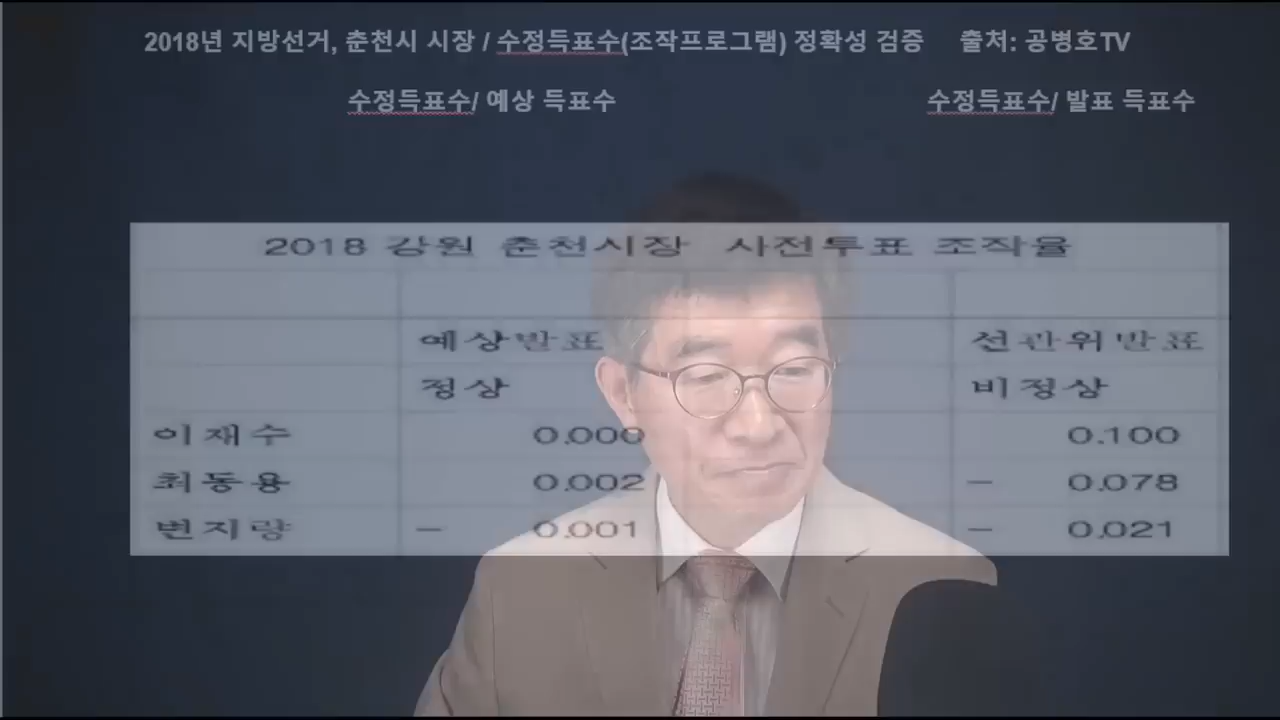 2018년 지방선거, 춘천시 시장 / 수정득표수(조작프로그램) 정확성 검증 출처: 공병호TV
수정득표수/ 예상 득표수 수정득표수/ 발표 득표수
2018 강원 춘천시장 사전투표 조작율
예상발표 선관위발표
정상 비정상
이재수 0.000 0.100
최동용 0.002 - 0.078
변지량 - 0.001 - 0.021